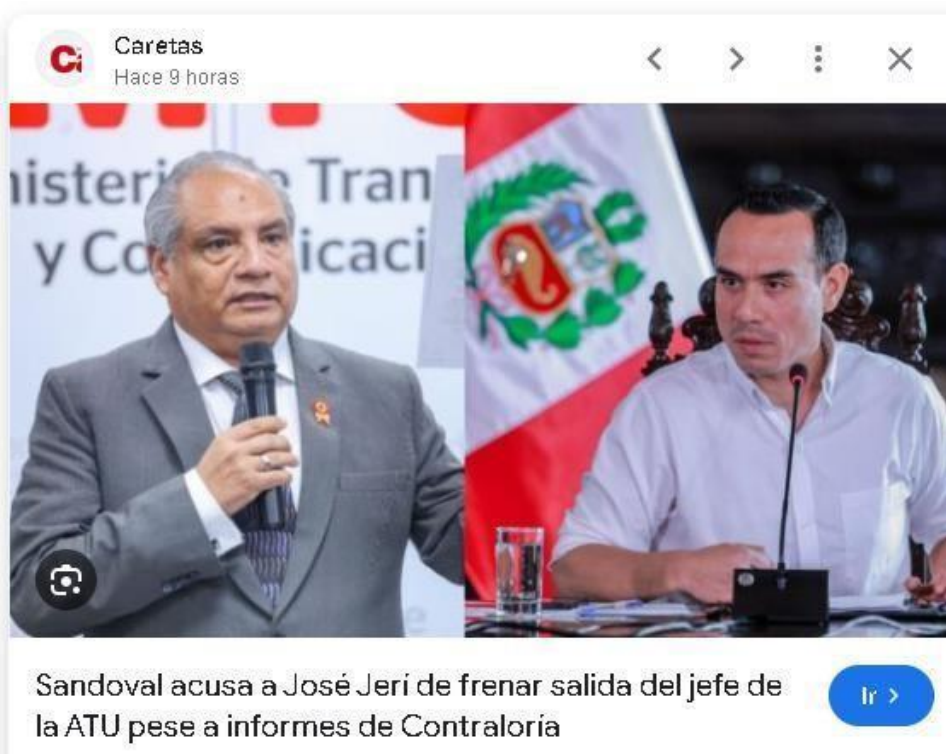 Caretas
Hace 9 horas
Tran
y Co icaci
Sandoval acusa a José Jerí de frenar salida del jefe de
la ATU pese a informes de Contraloría
Ir >